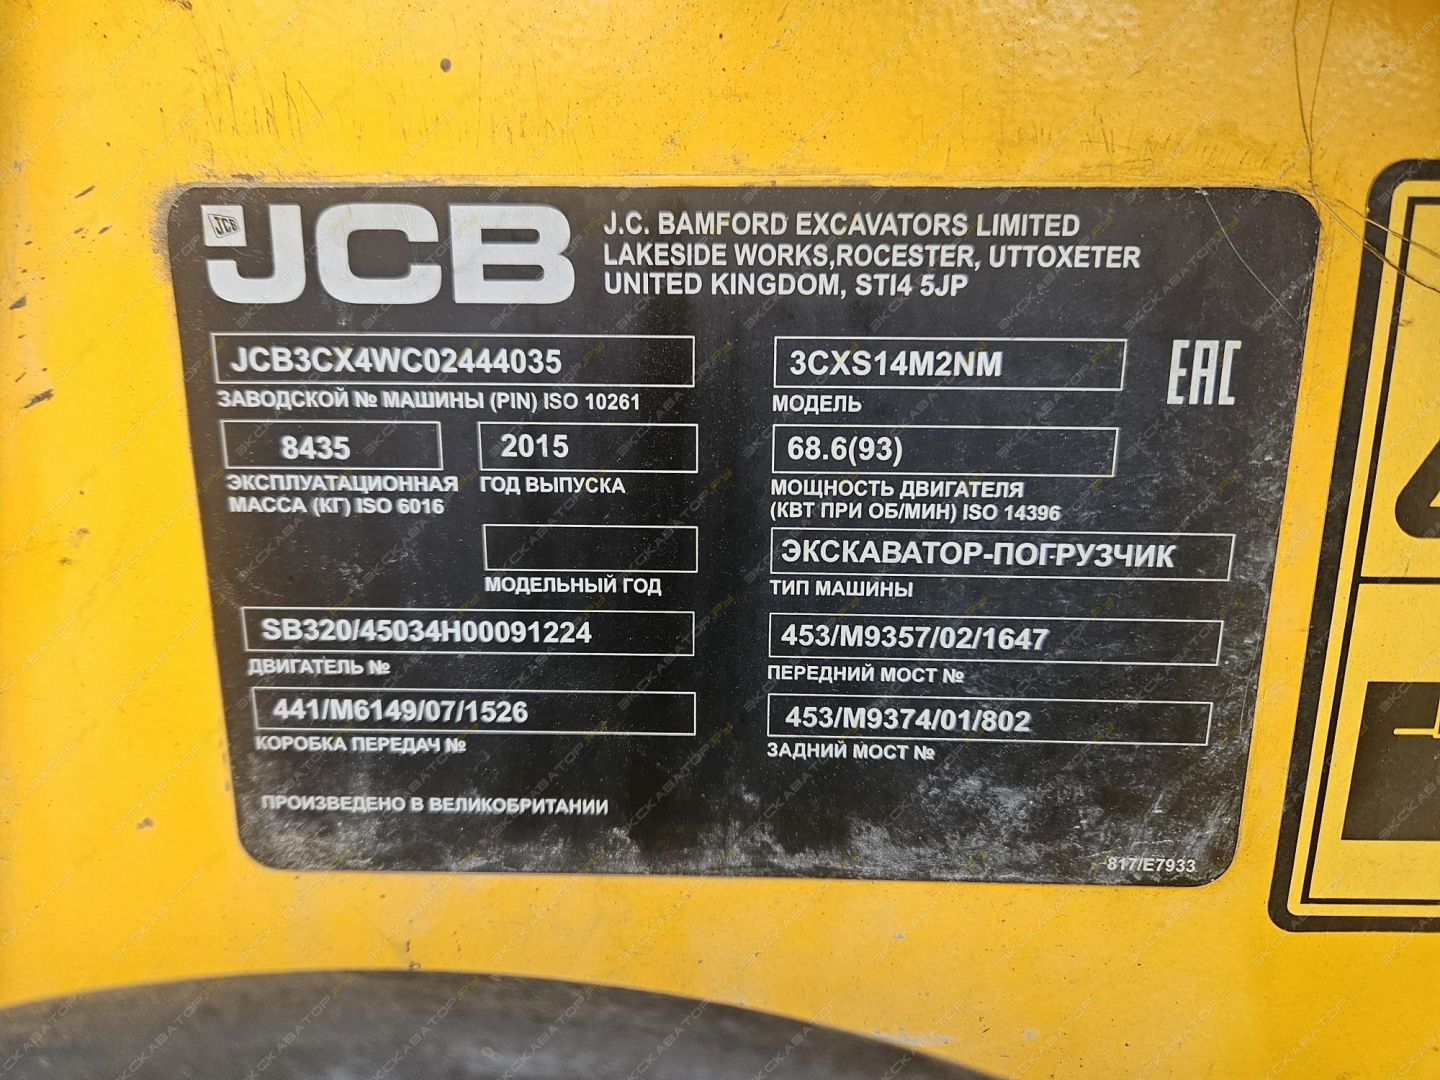 JCB
J.C. BAMFORD EXCAVATORS LIMITED
LAKESIDE WORKS,ROCESTER, UTTOXETER
UNITED KINGDOM, STI4 5JP
JCB3CX4WC02444035
ЗАВОДСКОЙ № МАШИНЫ (PIN) ISO 10261
3CXS14M2NM
МОДЕЛЬ
EAC
8435
ЭКСПЛУАТАЦИОННАЯ
МАССА (КГ) ISO 6016
2015
ГОД ВЫПУСКА
68.6(93)
МОЩНОСТЬ ДВИГАТЕЛЯ
(КВТ ПРИ ОБ/МИН) ISO 14396
МОДЕЛЬНЫЙ ГОД
ЭКСКАВАТОР-ПОГРУЗЧИК
ТИП МАШИНЫ
SB320/45034H00091224
ДВИГАТЕЛЬ №
453/M9357/02/1647
ПЕРЕДНИЙ МОСТ №
441/M6149/07/1526
КОРОБКА ПЕРЕДАЧ №
453/M9374/01/802
ЗАДНИЙ МОСТ №
ПРОИЗВЕДЕНО В ВЕЛИКОБРИТАНИИ
817/E7933
ЭКСКАВАТОР.РУ